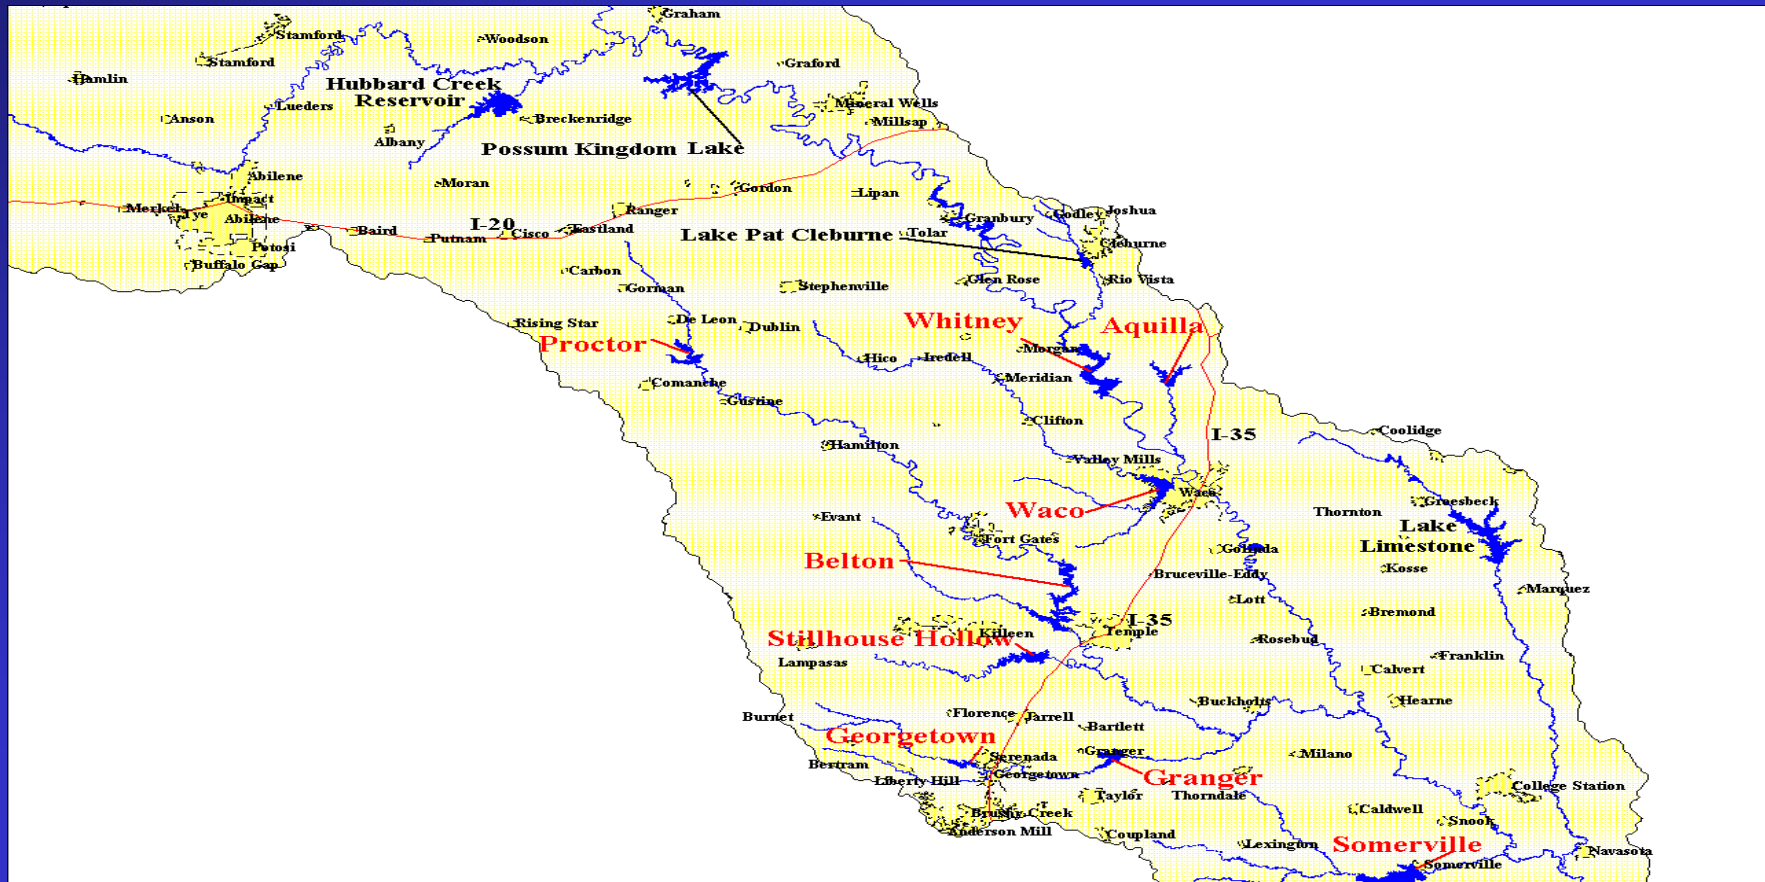 Graham
Stamford
Woodson
Stamford
Graford
Hamlin
Hubbard Creek
Reservoir
Mineral Wells
Lueders
Anson
Breckenridge
Millsap
Albany
Possum Kingdom Lake
Abilene
Moran
Gordon
Lipan
Impact
Merkel
Tye
Abilene
Ranger
Granbury
Godley
Joshua
I-20
Baird
Putnam
Cisco
Eastland
Lake Pat Cleburne
Tolar
Cleburne
Potosi
Buffalo Gap
Carbon
Glen Rose
Rio Vista
Gorman
Stephenville
Rising Star
De Leon
Dublin
Whitney
Aquilla
Proctor
Hico
Iredell
Morgan
Comanche
Meridian
Gustine
Clifton
I-35
Coolidge
Hamilton
Valley Mills
Waco
Groesbeck
Waco
Thornton
Evant
Lake
Limestone
Fort Gates
Golinda
Belton
Bruceville-Eddy
Kosse
Marquez
Lott
Bremond
I-35
Temple
Killeen
Stillhouse Hollow
Rosebud
Lampasas
Franklin
Calvert
Buckholts
Hearne
Burnet
Florence
Jarrell
Bartlett
Georgetown
Granger
Serenada
Milano
Bertram
Georgetown
Granger
Liberty Hill
College Station
Taylor
Thorndale
Caldwell
Brushy Creek
Snook
Anderson Mill
Coupland
Lexington
Somerville
Navasota
Somerville